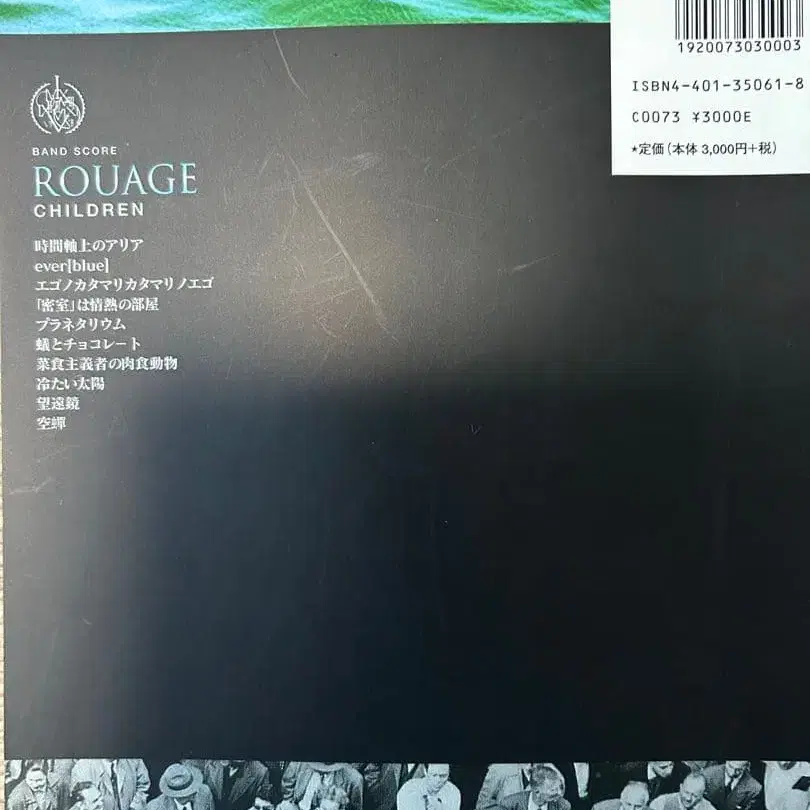 1920073030003
ISBN4-401-35061-8
C0073 ¥3000E
★定価(本体 3,000円+税)
BAND SCORE
ROUAGE
CHILDREN
時間軸上のアリア
ever[blue]
エゴノカタマリカタマリノエゴ
「密室」は情熱の部屋
プラネタリウム
蟻とチョコレート
菜食主義者の肉食動物
冷たい太陽
望遠鏡
空蟬